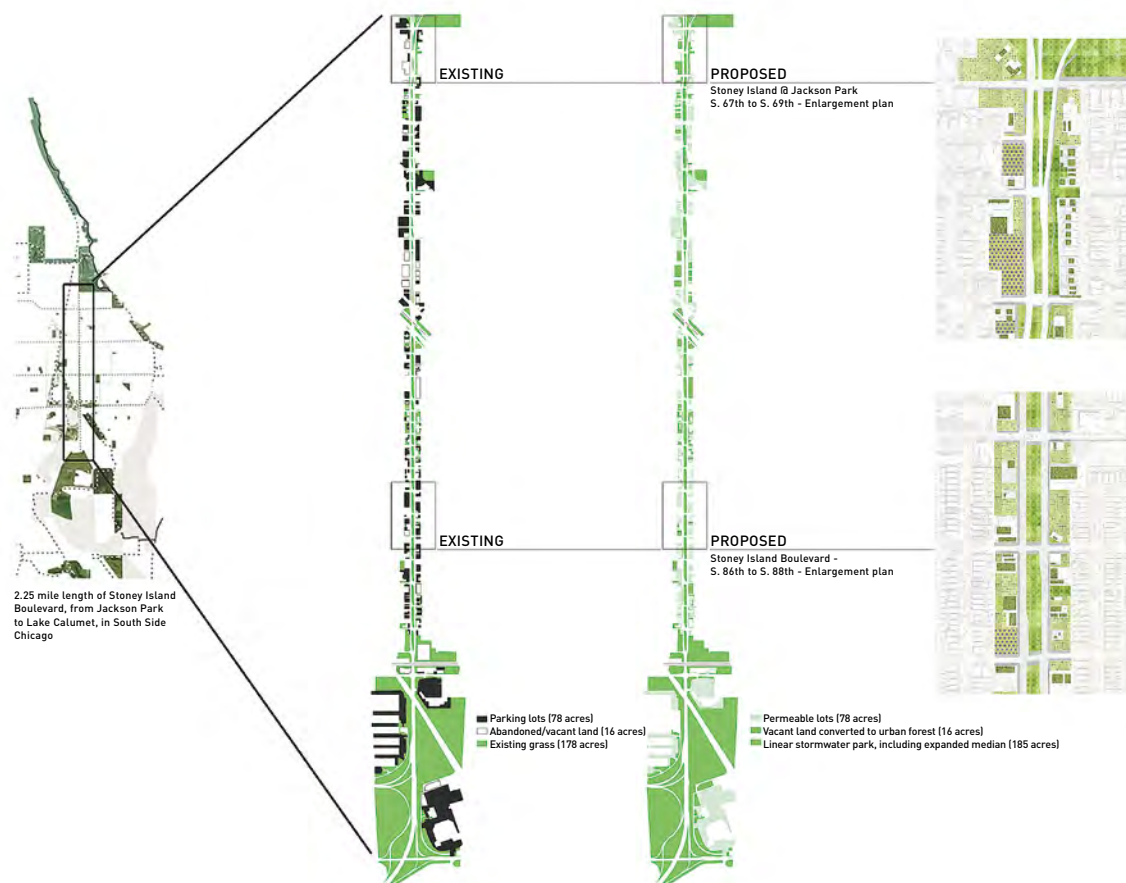 EXISTING
PROPOSED
Stoney Island @ Jackson Park
S. 67th to S. 69th - Enlargement plan
EXISTING
PROPOSED
Stoney Island Boulevard -
S. 86th to S. 88th - Enlargement plan
2.25 mile length of Stoney Island
Boulevard, from Jackson Park
to Lake Calumet, in South Side
Chicago
Parking lots (78 acres)
Abandoned/vacant land (16 acres)
Existing grass (178 acres)
Permeable lots (78 acres)
Vacant land converted to urban forest (16 acres)
Linear stormwater park, including expanded median (185 acres)